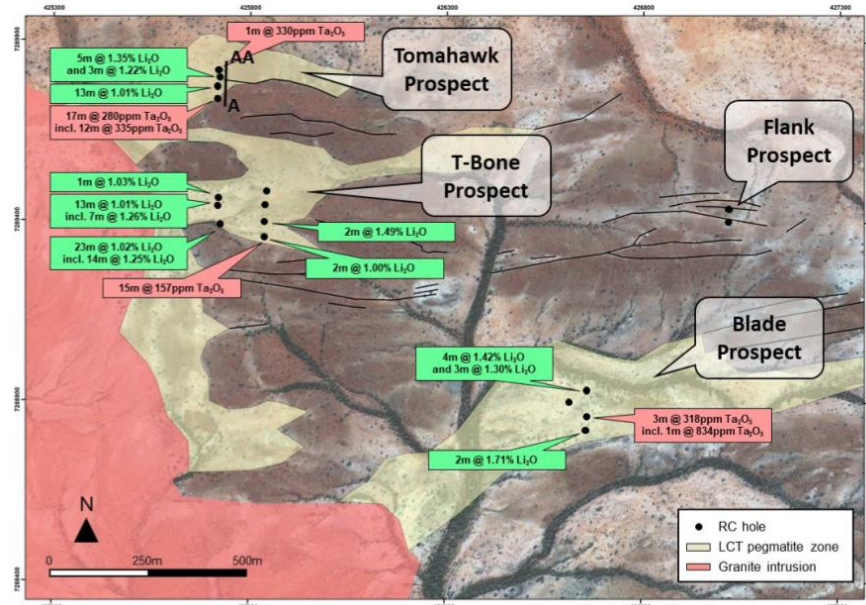 425300
425800
426300
426800
427300
7269900
1m @ 330ppm Ta₂O₅
5m @ 1.35% Li₂O
and 3m @ 1.22% Li₂O
AA
Tomahawk
Prospect
13m @ 1.01% Li₂O
A
17m @ 280ppm Ta₂O₅
incl. 12m @ 335ppm Ta₂O₅
Flank
Prospect
T-Bone
Prospect
1m @ 1.03% Li₂O
13m @ 1.01% Li₂O
incl. 7m @ 1.26% Li₂O
7269400
2m @ 1.49% Li₂O
23m @ 1.02% Li₂O
incl. 14m @ 1.25% Li₂O
2m @ 1.00% Li₂O
15m @ 157ppm Ta₂O₅
Blade
Prospect
4m @ 1.42% Li₂O
and 3m @ 1.30% Li₂O
7268900
3m @ 318ppm Ta₂O₅
incl. 1m @ 834ppm Ta₂O₅
2m @ 1.71% Li₂O
N
0 250m 500m
RC hole
LCT pegmatite zone
Granite intrusion
7268400